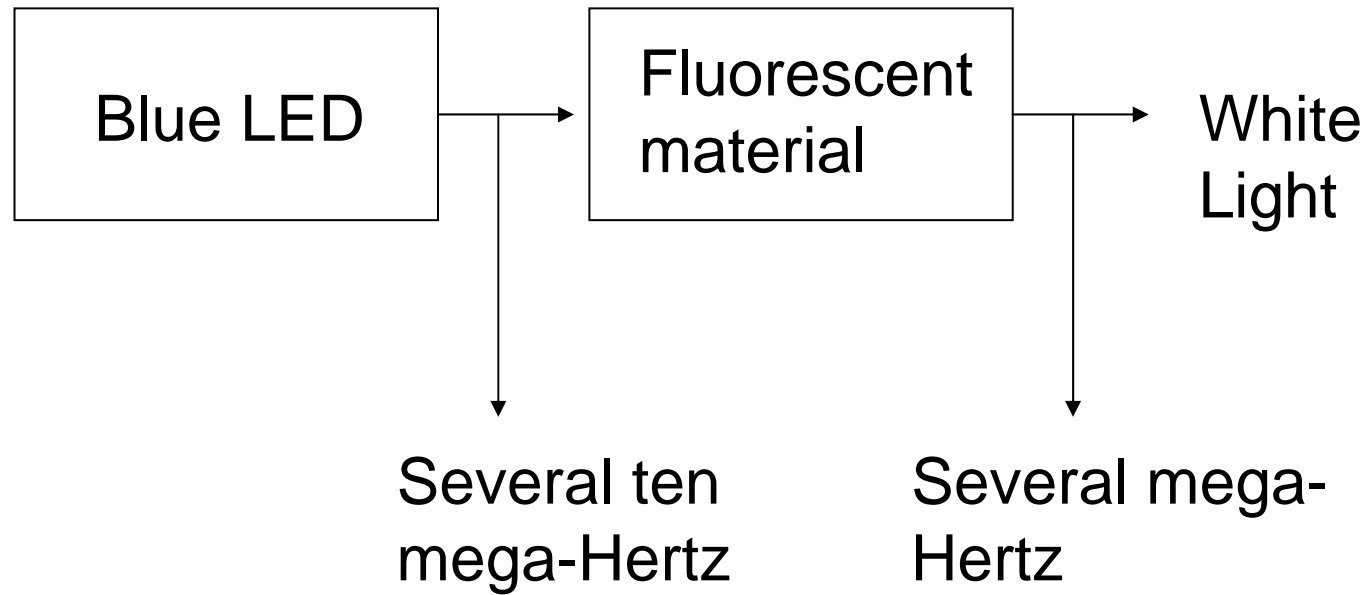 Blue LED
Fluorescent
material
White
Light
Several ten
mega-Hertz
Several mega-
Hertz